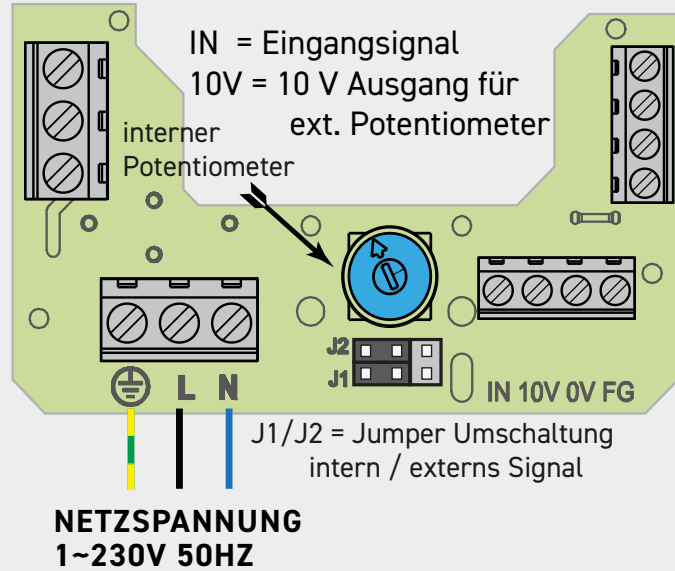 IN = Eingangsignal
10V = 10 V Ausgang für
ext. Potentiometer
interner
Potentiometer
J2
J1
L N
IN 10V 0V FG
J1/J2 = Jumper Umschaltung
intern / externs Signal
NETZSPANNUNG
1~230V 50HZ